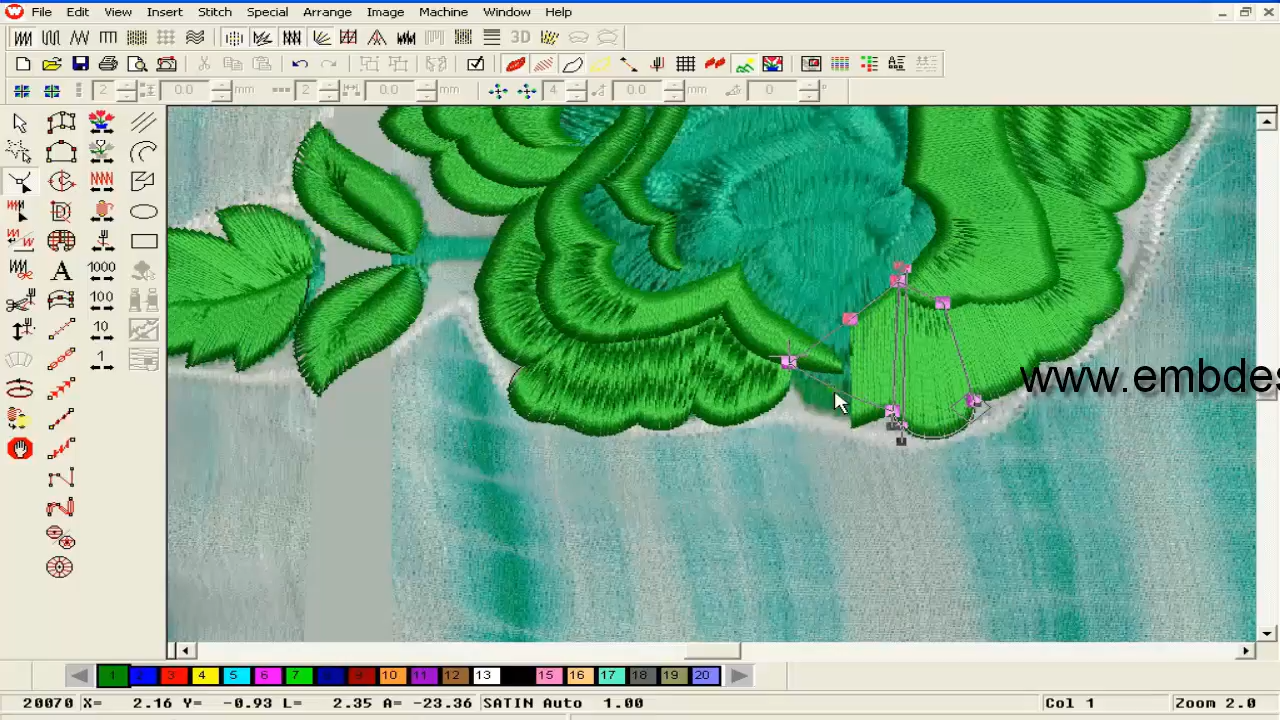 File Edit View Insert Stitch Special Arrange Image Machine Window Help
3D
2 0.0 mm 2 0.0 mm 4 0.0 mm 0 °
A
1000
100
10
1
www.embdes
1 2 3 4 5 6 7 8 9 10 11 12 13 15 16 17 18 19 20
20070 X= 2.16 Y= -0.93 L= 2.35 A= -23.36 SATIN Auto 1.00 Col 1 Zoom 2.0